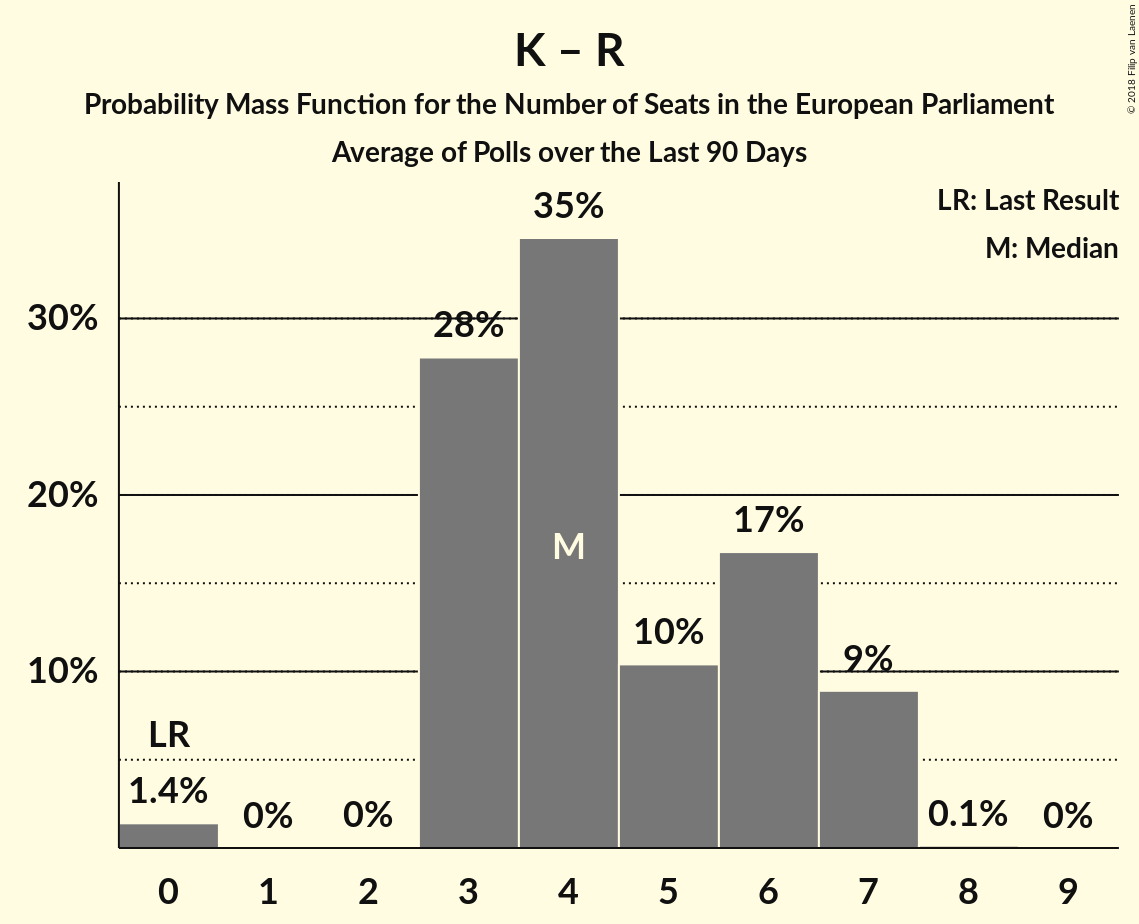 K – R
Probability Mass Function for the Number of Seats in the European Parliament
Average of Polls over the Last 90 Days
© 2018 Filip van Laenen
LR: Last Result
M: Median
35%
30%
28%
20%
17%
M
10%
10%
9%
LR
1.4%
0%
0%
0.1%
0%
0 1 2 3 4 5 6 7 8 9